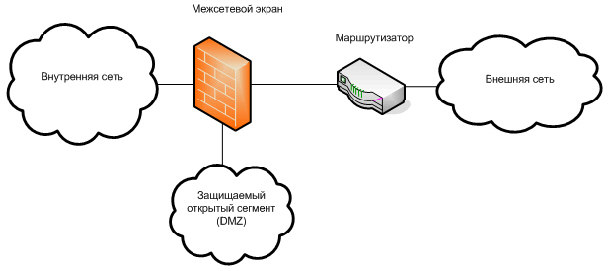 Межсетевой экран
Маршрутизатор
Внутренняя сеть
Внешняя сеть
Защищаемый
открытый сегмент
(DMZ)